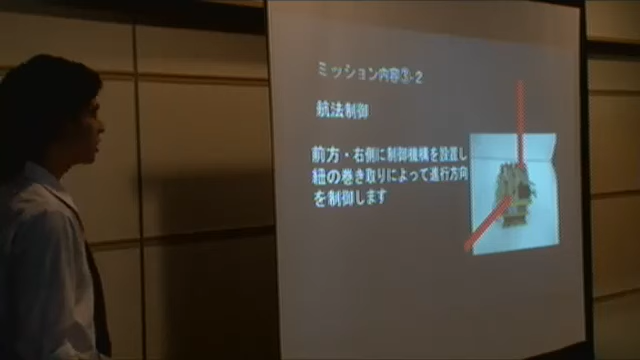 ミッション内容③-2
航法制御
前方・右側に制御機構を設置し
紐の巻き取りによって進行方向
を制御します